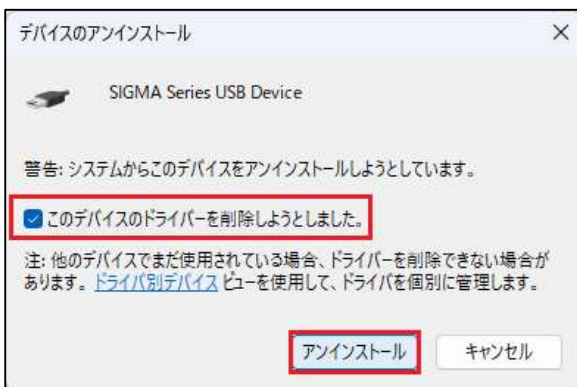 デバイスのアンインストール
SIGMA Series USB Device
警告: システムからこのデバイスをアンインストールしようとしています。
このデバイスのドライバーを削除しようとしました。
注: 他のデバイスでまだ使用されている場合、ドライバーを削除できない場合が
あります。ドライバ別デバイス ビューを使用して、ドライバを個別に管理します。
アンインストール
キャンセル